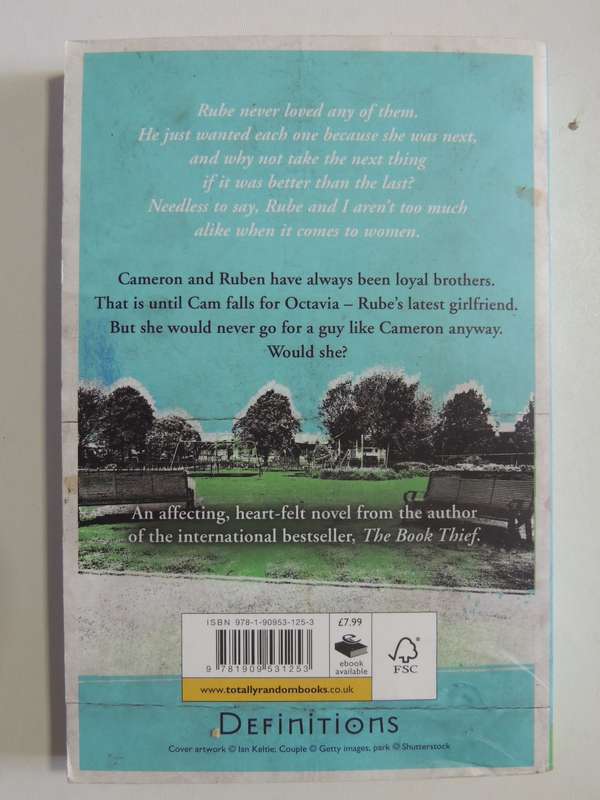 Rube never loved any of them.
He just wanted each one because she was next,
and why not take the next thing
if it was better than the last?
Needless to say, Rube and I aren't too much
alike when it comes to women.
Cameron and Ruben have always been loyal brothers.
That is until Cam falls for Octavia – Rube's latest girlfriend.
But she would never go for a guy like Cameron anyway.
Would she?
An affecting, heart-felt novel from the author
of the international bestseller, The Book Thief.
ISBN 978-1-90953-125-3
£7.99
9 781909 531253
ebook
available
FSC
www.totallyrandombooks.co.uk
DEFINITIONS
Cover artwork © Ian Keltie; Couple © Getty images, park © Shutterstock